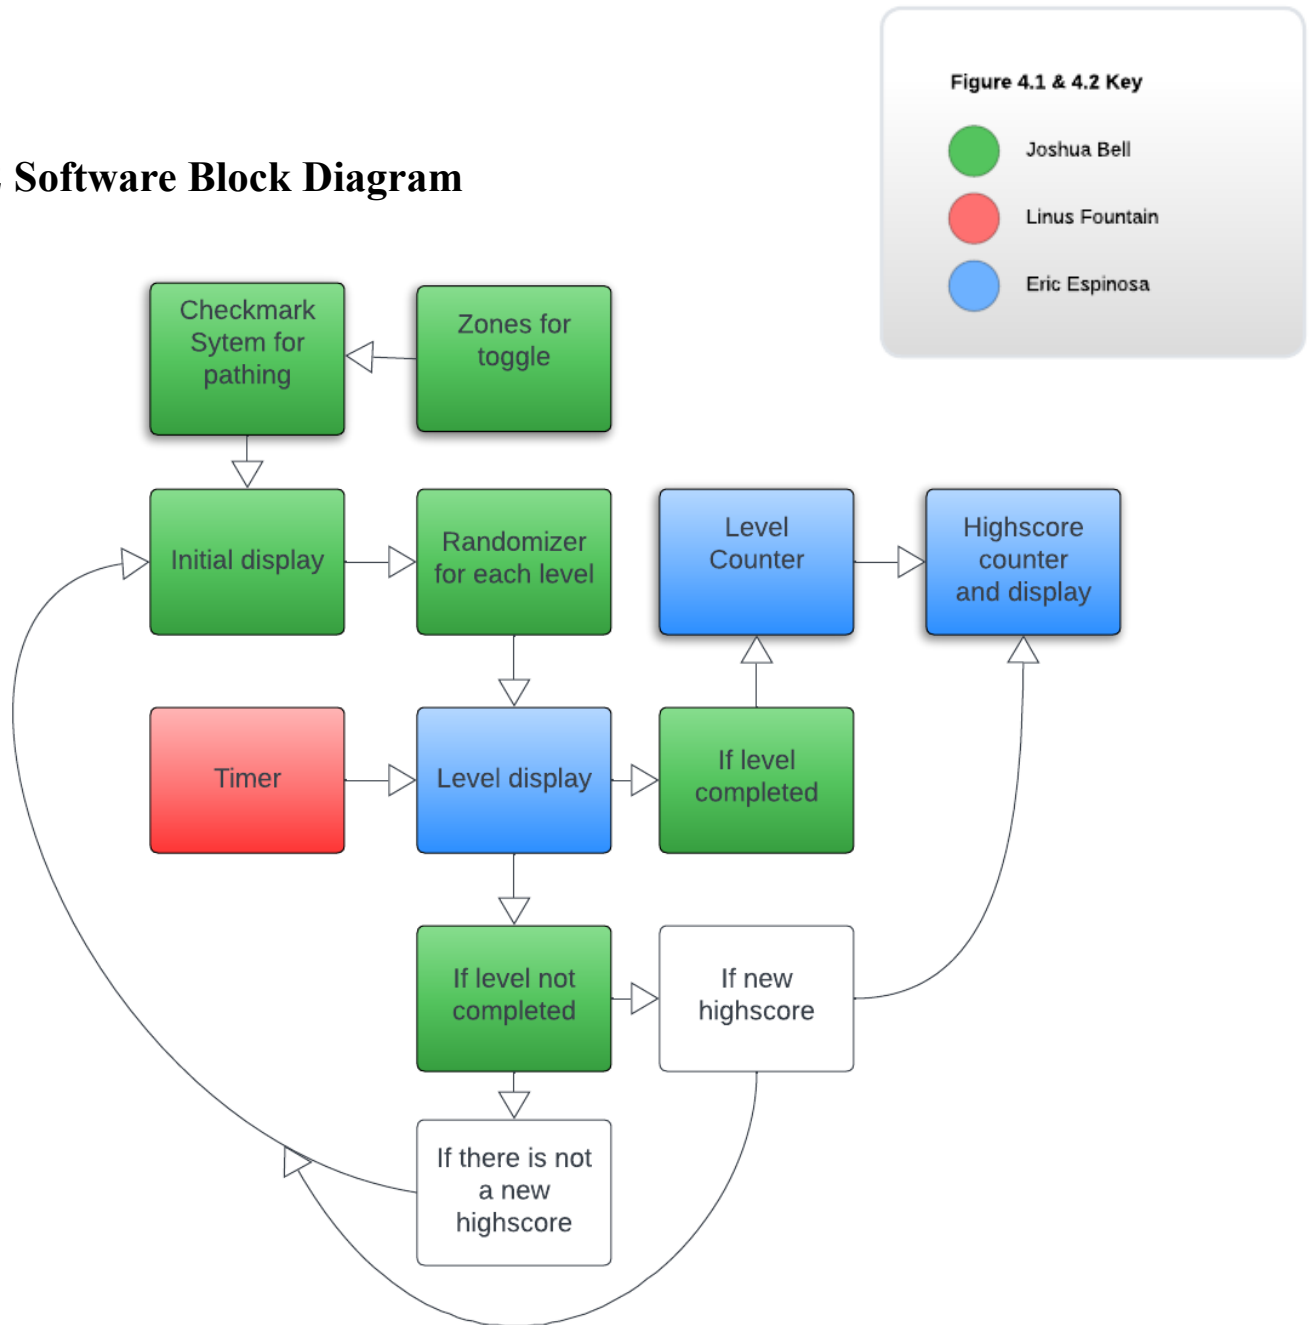 Figure 4.1 & 4.2 Key
Joshua Bell
Linus Fountain
Eric Espinosa
Software Block Diagram
Checkmark
Sytem for
pathing
Zones for
toggle
Initial display
Randomizer
for each level
Level
Counter
Highscore
counter
and display
Timer
Level display
If level
completed
If level not
completed
If new
highscore
If there is not
a new
highscore